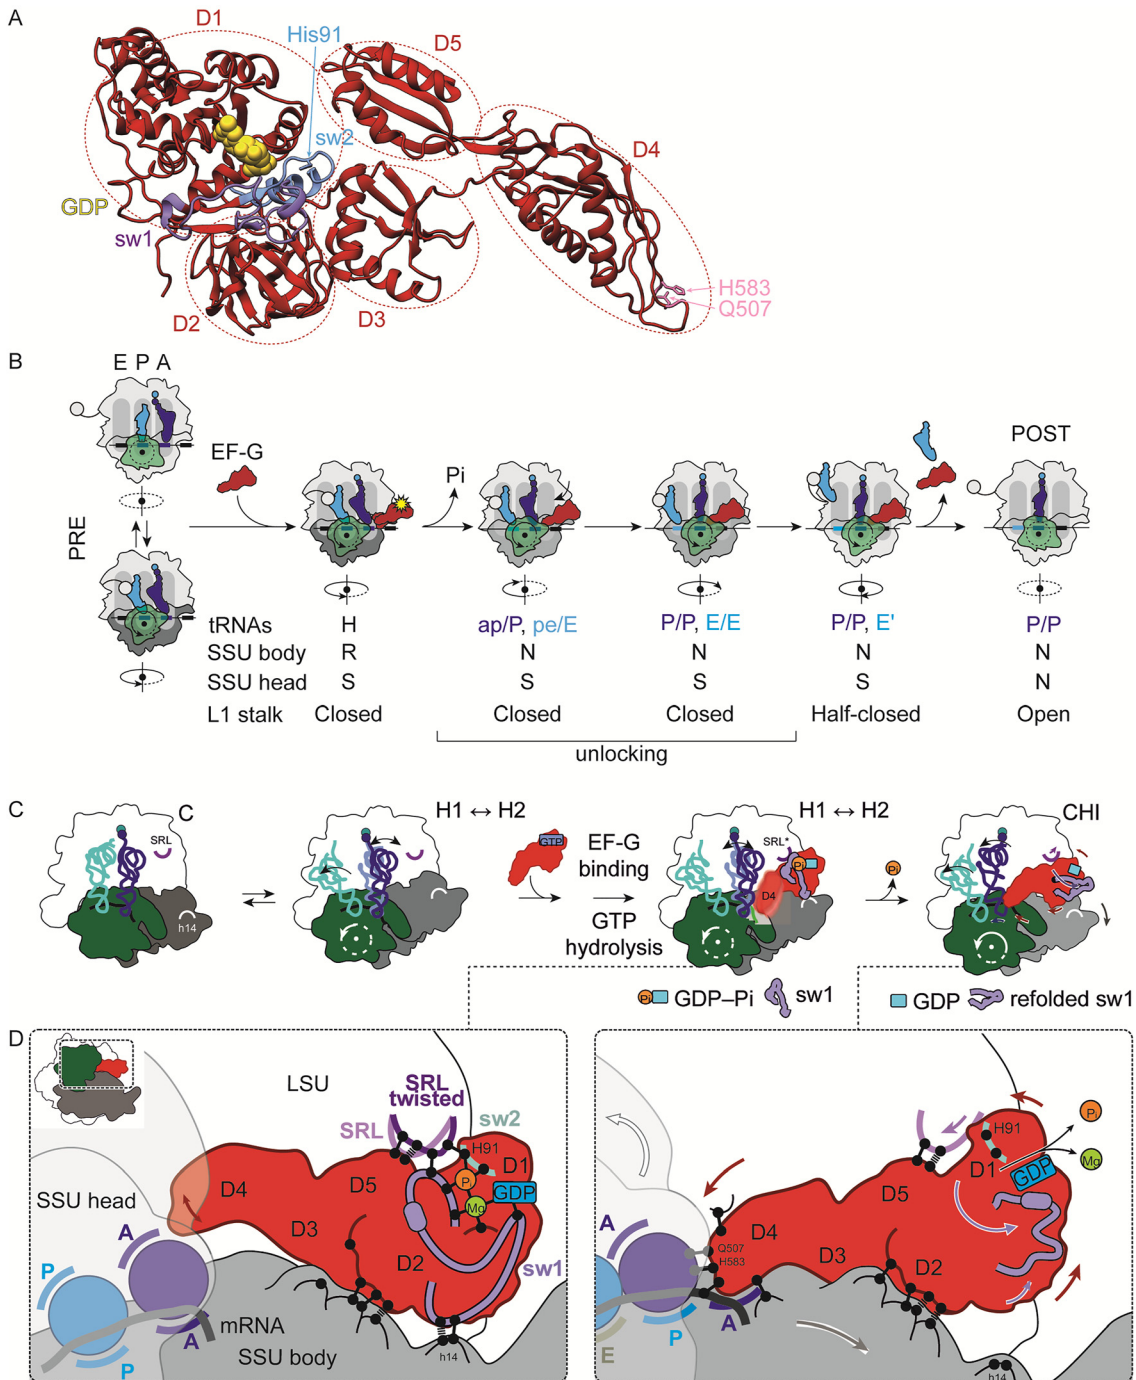 A
D1
His91
D5
sw2
D4
GDP
sw1
H583
Q507
D2
D3
B
E P A
EF-G
Pi
POST
PRE
tRNAs H ap/P, pe/E P/P, E/E P/P, E' P/P
SSU body R N N N N
SSU head S S S S N
L1 stalk Closed Closed Closed Half-closed Open
unlocking
C
C
SRL
h14
H1 ↔ H2
GTP
EF-G
binding
GTP
hydrolysis
H1 ↔ H2
SRL*
Pi
D4
Pi
CHI
Pi GDP–Pi sw1
GDP refolded sw1
D
LSU
SRL
twisted
SRL
sw2
H91
D1
Pi
GDP
Mg
D4
D5
SSU head
D3
D2
A
P
sw1
mRNA
A
SSU body
P
h14
H91
Pi
D1
Mg
GDP
D5
A
Q507
D4
H583
D3
D2
A
P
E
h14